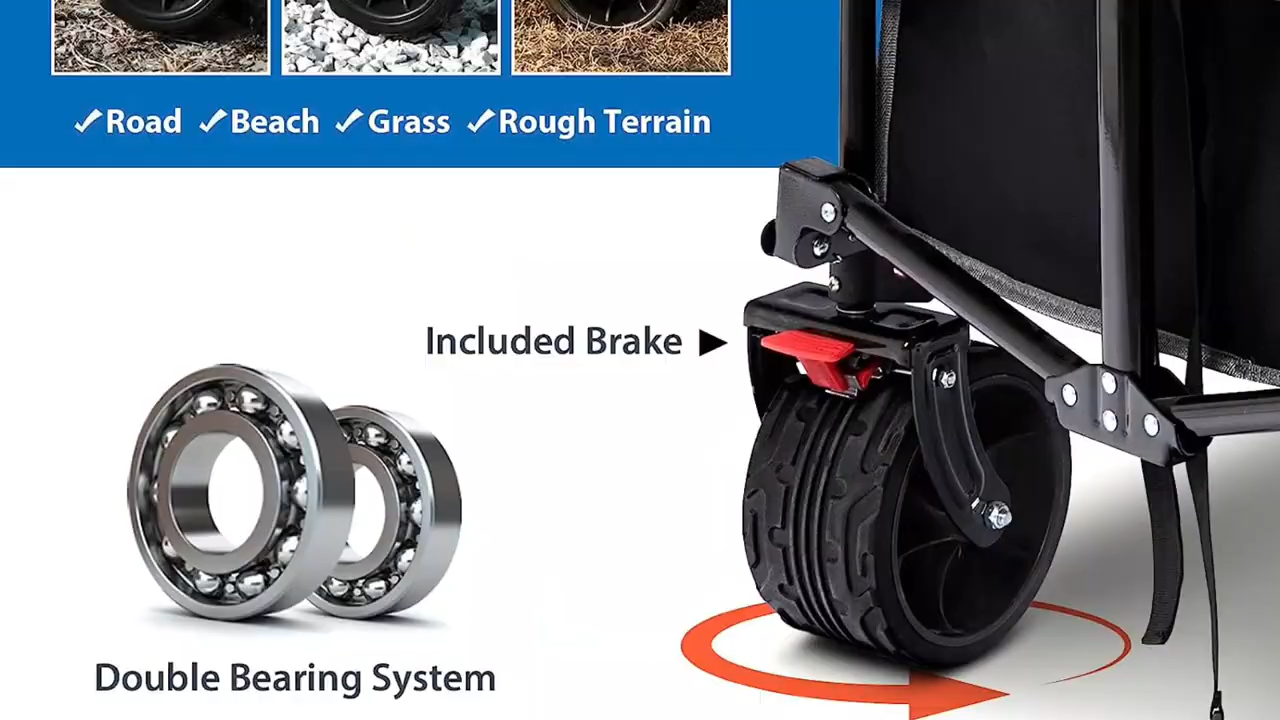 ✓Road ✓Beach ✓Grass ✓Rough Terrain
Included Brake ►
Double Bearing System